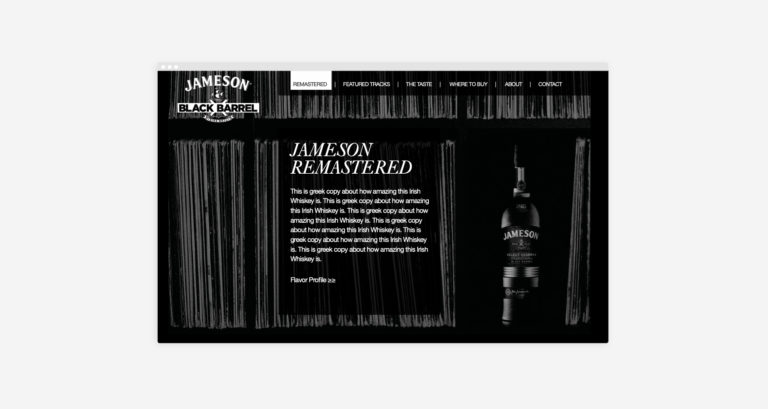 JAMESON
BLACK BARREL
REMASTERED | FEATURED TRACKS | THE TASTE | WHERE TO BUY | ABOUT | CONTACT
JAMESON
REMASTERED
This is greek copy about how amazing this Irish
Whiskey is. This is greek copy about how amazing
this Irish Whiskey is. This is greek copy about how
amazing this Irish Whiskey is. This is greek copy
about how amazing this Irish Whiskey is. This is
greek copy about how amazing this Irish Whiskey
is. This is greek copy about how amazing this Irish
Whiskey is.
Flavor Profile >>
JAMESON
SELECT RESERVE
BLACK BARREL